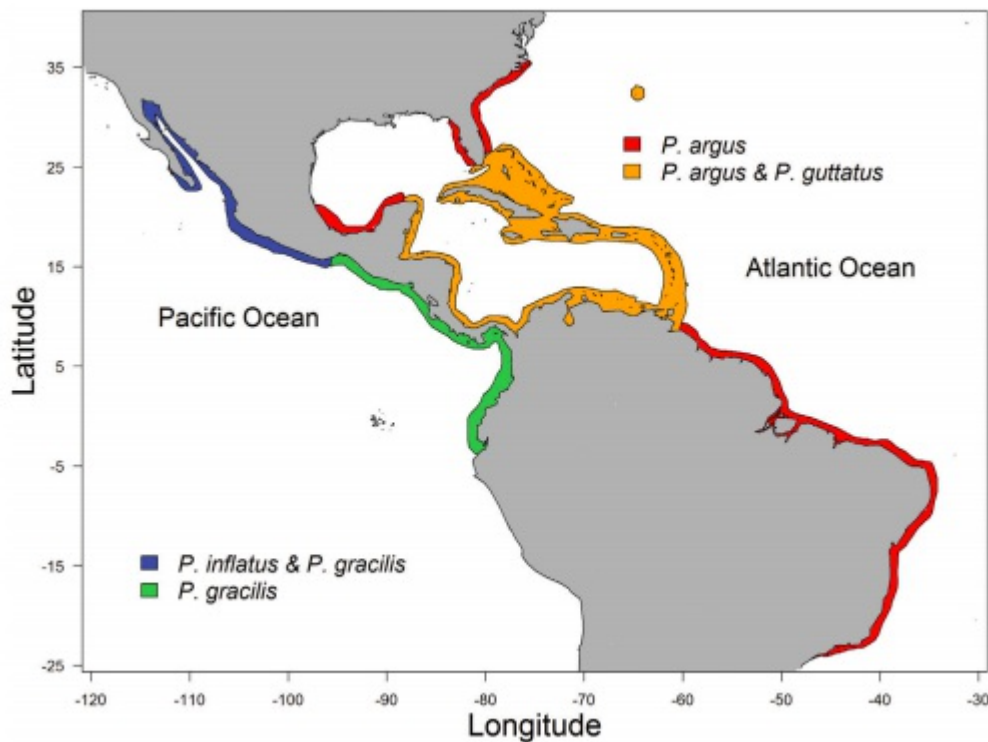 35
25
15
5
-5
-15
-25
Latitude
P. argus
P. argus & P. guttatus
Atlantic Ocean
Pacific Ocean
P. inflatus & P. gracilis
P. gracilis
-120 -110 -100 -90 -80 -70 -60 -50 -40 -30
Longitude